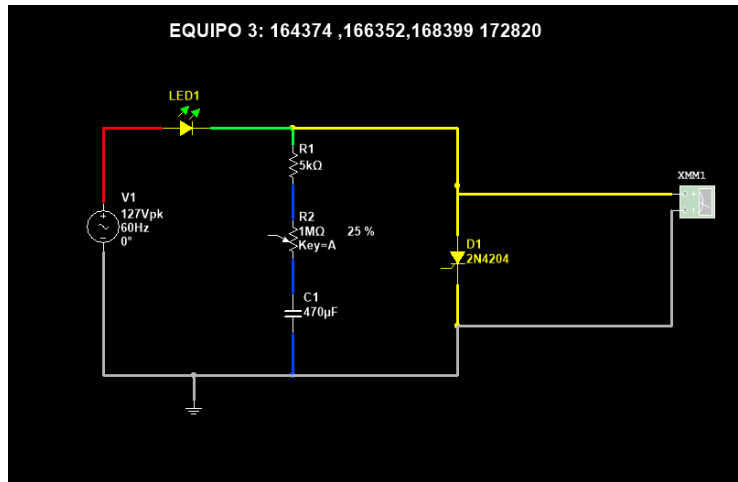 EQUIPO 3: 164374 ,166352,168399 172820
LED1
V1
127Vpk
60Hz
0°
R1
5kΩ
R2
1MΩ 25 %
Key=A
C1
470µF
D1
2N4204
XMM1